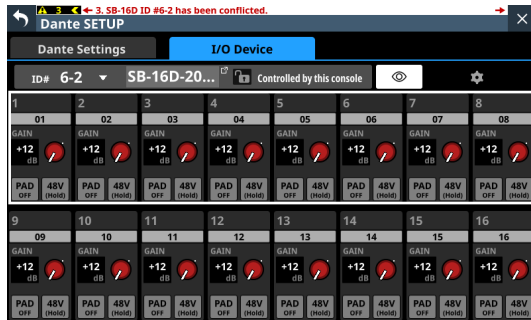 3 ← 3. SB-16D ID #6-2 has been conflicted. →
Dante SETUP
Dante Settings I/O Device
ID# 6-2 SB-16D-20... Controlled by this console
1 2 3 4 5 6 7 8
01 02 03 04 05 06 07 08
GAIN GAIN GAIN GAIN GAIN GAIN GAIN GAIN
+12 +12 +12 +12 +12 +12 +12 +12
dB dB dB dB dB dB dB dB
PAD 48V PAD 48V PAD 48V PAD 48V PAD 48V PAD 48V PAD 48V PAD 48V
OFF (Hold) OFF (Hold) OFF (Hold) OFF (Hold) OFF (Hold) OFF (Hold) OFF (Hold) OFF (Hold)
9 10 11 12 13 14 15 16
09 10 11 12 13 14 15 16
GAIN GAIN GAIN GAIN GAIN GAIN GAIN GAIN
+12 +12 +12 +12 +12 +12 +12 +12
dB dB dB dB dB dB dB dB
PAD 48V PAD 48V PAD 48V PAD 48V PAD 48V PAD 48V PAD 48V PAD 48V
OFF (Hold) OFF (Hold) OFF (Hold) OFF (Hold) OFF (Hold) OFF (Hold) OFF (Hold) OFF (Hold)